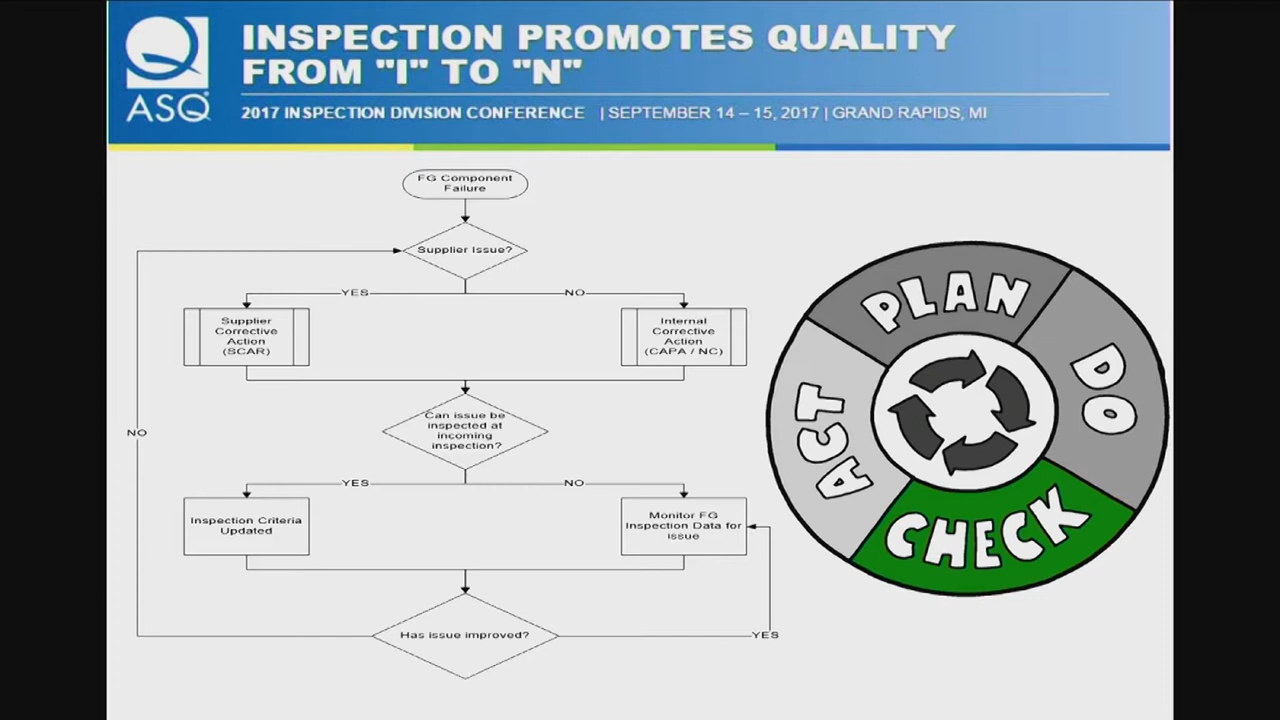 INSPECTION PROMOTES QUALITY
FROM "I" TO "N"
ASQ
2017 INSPECTION DIVISION CONFERENCE | SEPTEMBER 14 – 15, 2017 | GRAND RAPIDS, MI
FG Component
Failure
Supplier Issue?
YES
NO
Supplier
Corrective
Action
(SCAR)
Internal
Corrective
Action
(CAPA / NC)
Can issue be
inspected at
incoming
inspection?
NO
YES
NO
Inspection Criteria
Updated
Monitor FG
Inspection Data for
issue
Has issue improved?
YES
PLAN
DO
CHECK
ACT